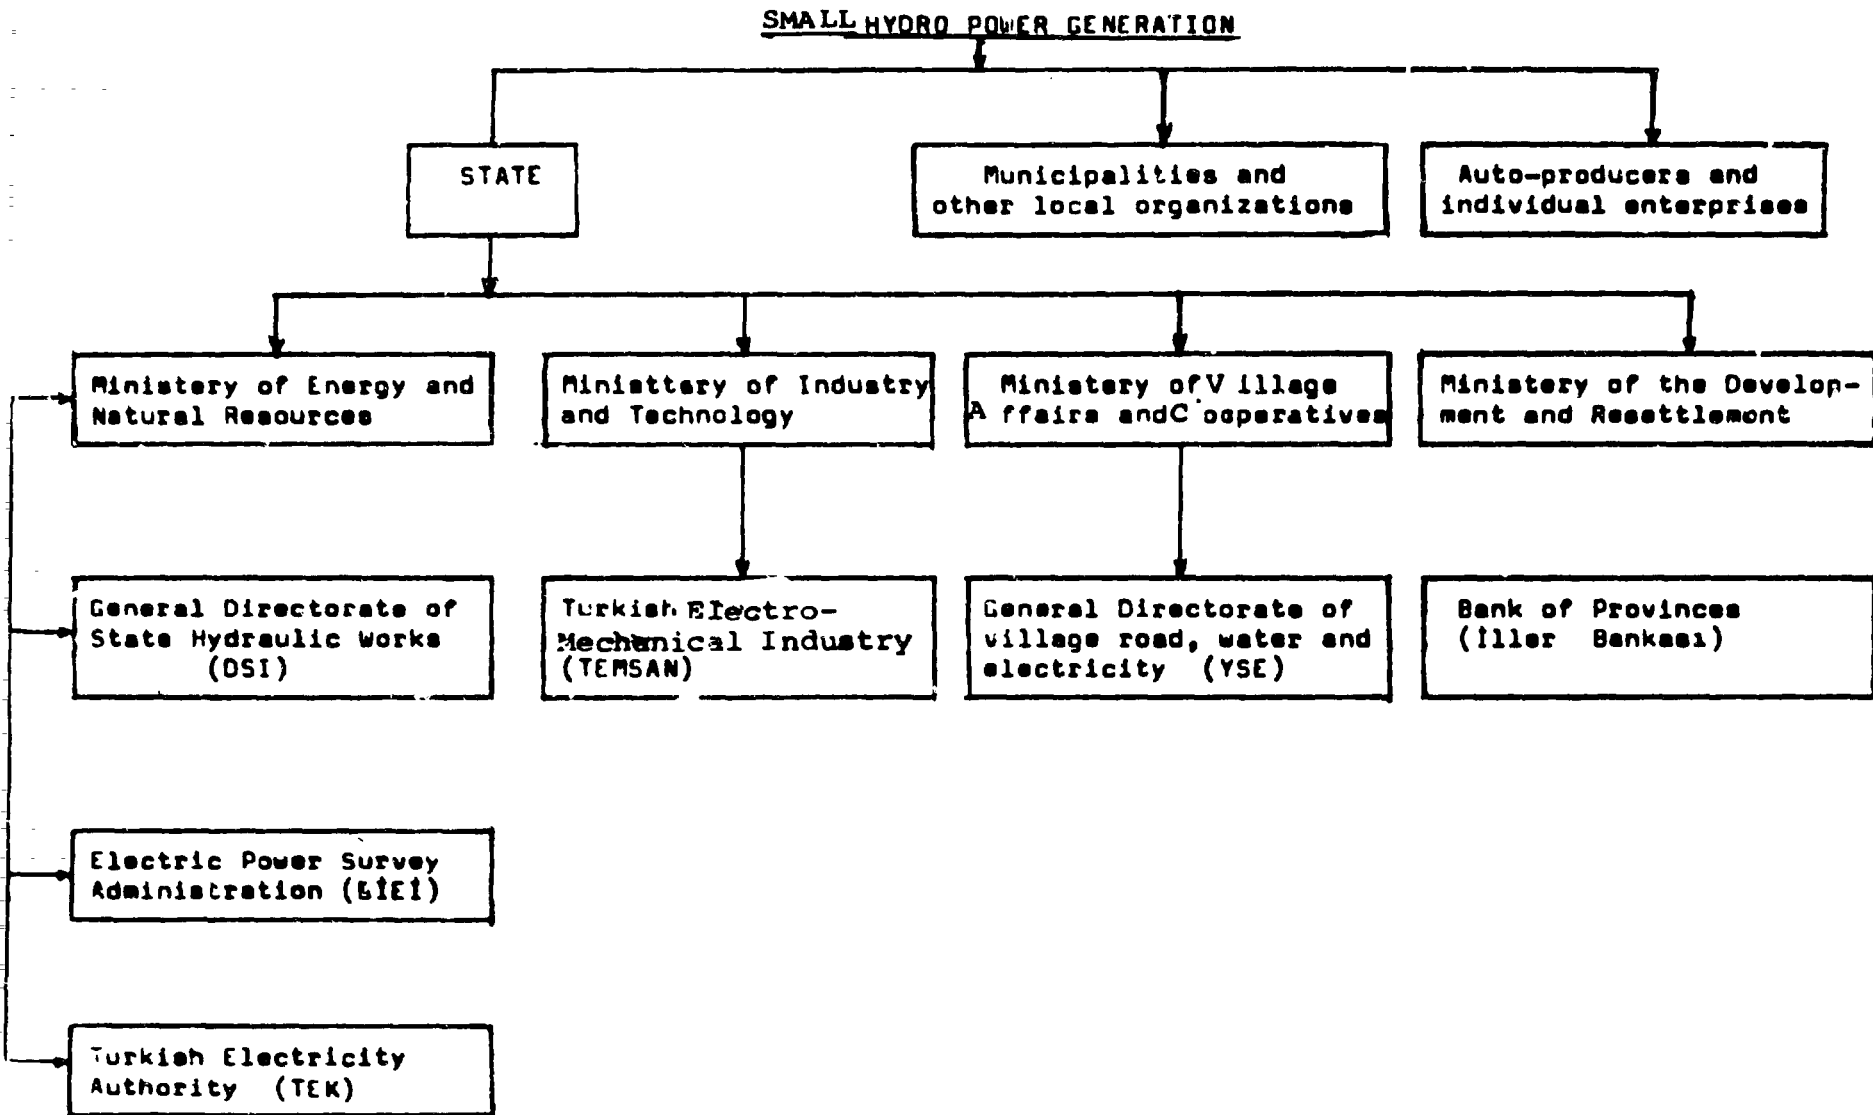 SMALL HYDRO POWER GENERATION
STATE
Municipalities and
other local organizations
Auto-producers and
individual enterprises
Ministery of Energy and
Natural Resources
Ministtery of Industry
and Technology
Ministery of V illage
A ffairs and C ooperatives
Ministery of the Develop-
ment and Resettlement
General Directorate of
State Hydraulic Works
(DSI)
Turkish Electro-
Mechanical Industry
(TEMSAN)
General Directorate of
village road, water and
electricity (YSE)
Bank of Provinces
(İller Bankası)
Electric Power Survey
Administration (EİEİ)
Turkish Electricity
Authority (TEK)